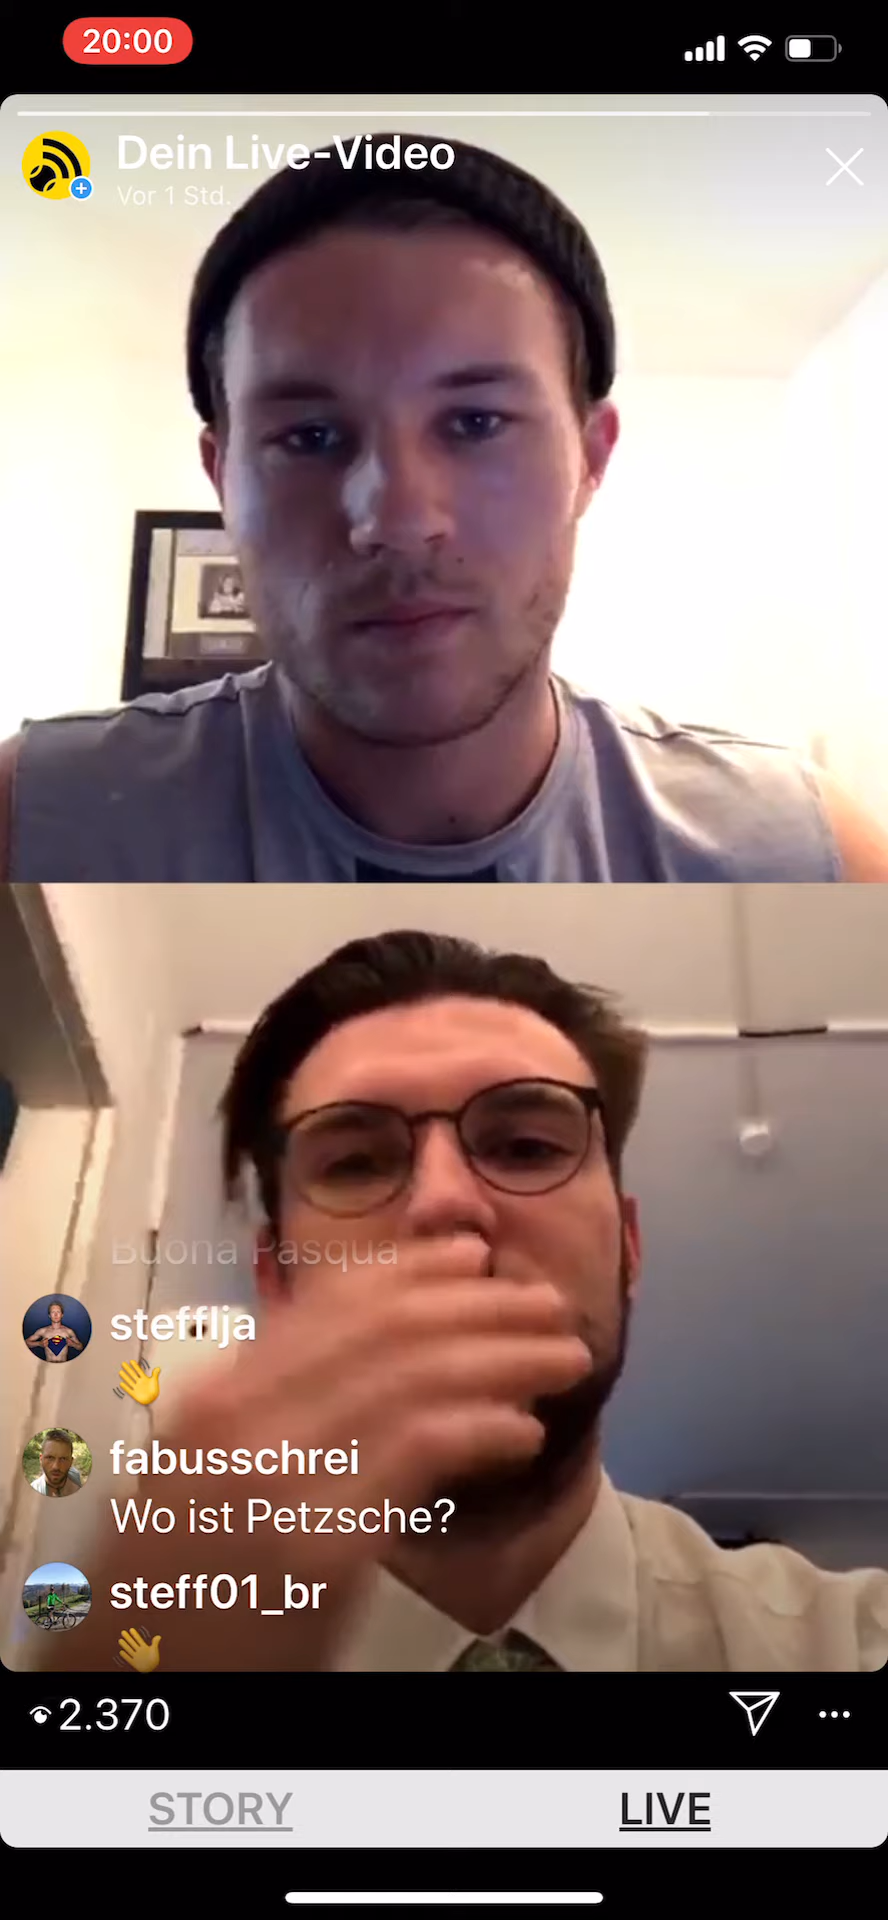 20:00
Dein Live-Video
Vor 1 Std.
Buona Pasqua
stefflja
👋
fabusschrei
Wo ist Petzsche?
steff01_br
👋
2.370
STORY
LIVE